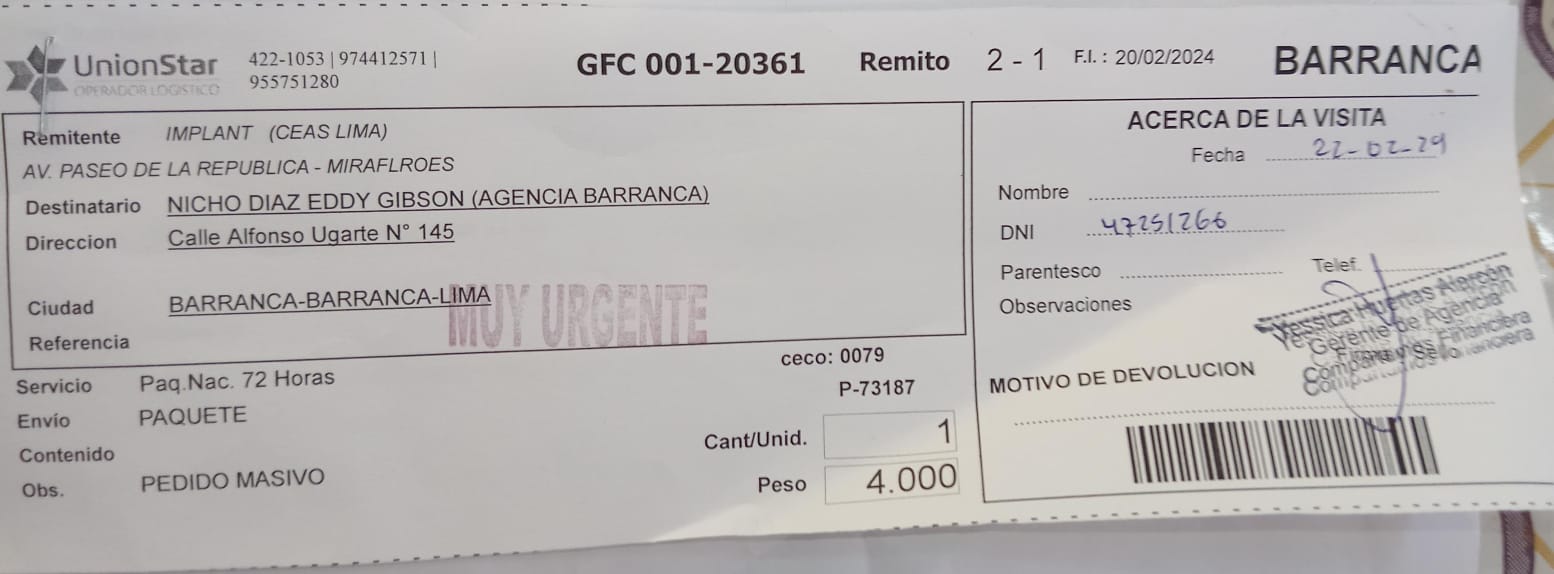 UnionStar
OPERADOR LOGISTICO
422-1053 | 974412571 |
955751280
GFC 001-20361 Remito 2 - 1 F.I. : 20/02/2024 BARRANCA
Remitente IMPLANT (CEAS LIMA)
AV. PASEO DE LA REPUBLICA - MIRAFLROES
Destinatario NICHO DIAZ EDDY GIBSON (AGENCIA BARRANCA)
Direccion Calle Alfonso Ugarte N° 145
Ciudad BARRANCA-BARRANCA-LIMA
MUY URGENTE
Referencia
ceco: 0079
Servicio Paq.Nac. 72 Horas
P-73187
Envío PAQUETE
Contenido
Cant/Unid. 1
Obs. PEDIDO MASIVO
Peso 4.000
ACERCA DE LA VISITA
Fecha 22-02-24
Nombre
DNI 47251266
Parentesco Telef.
Observaciones
Yessica Huertas Alarcón
Gerente de Agencia
Firma y Sello
Financiera
MOTIVO DE DEVOLUCION